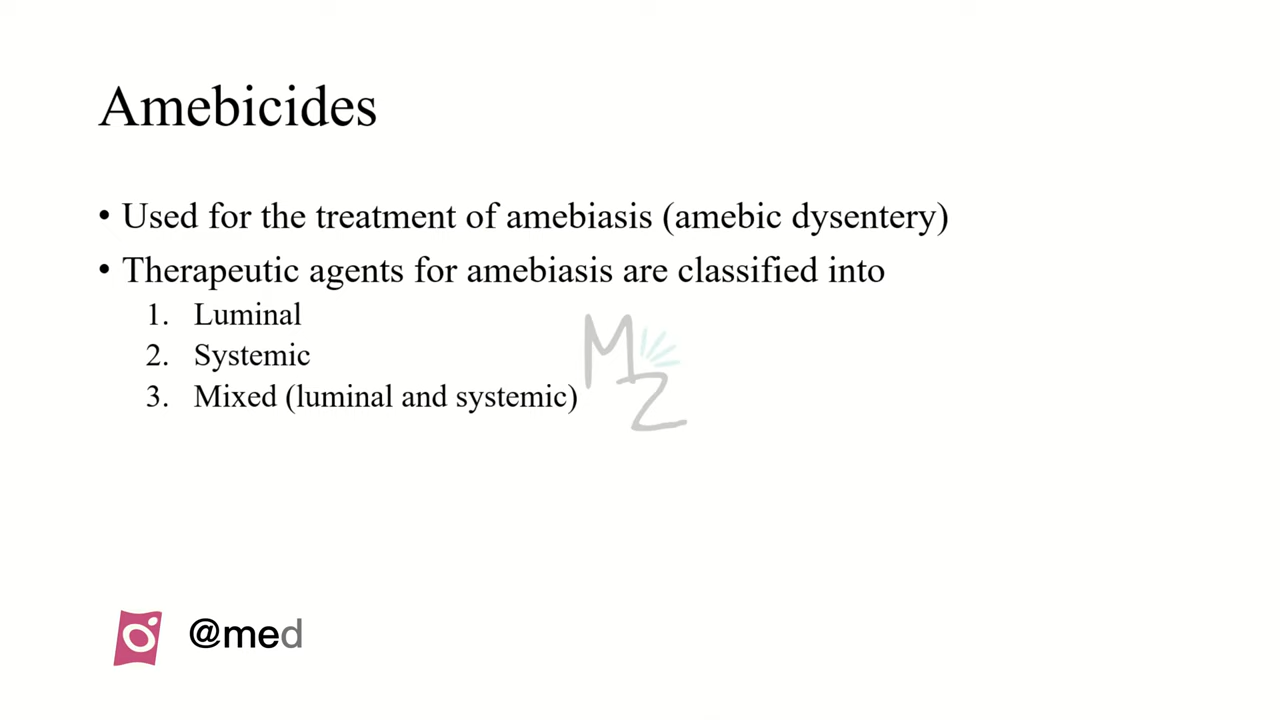 Amebicides
• Used for the treatment of amebiasis (amebic dysentery)
• Therapeutic agents for amebiasis are classified into
1. Luminal
2. Systemic
3. Mixed (luminal and systemic)
MZ
@med